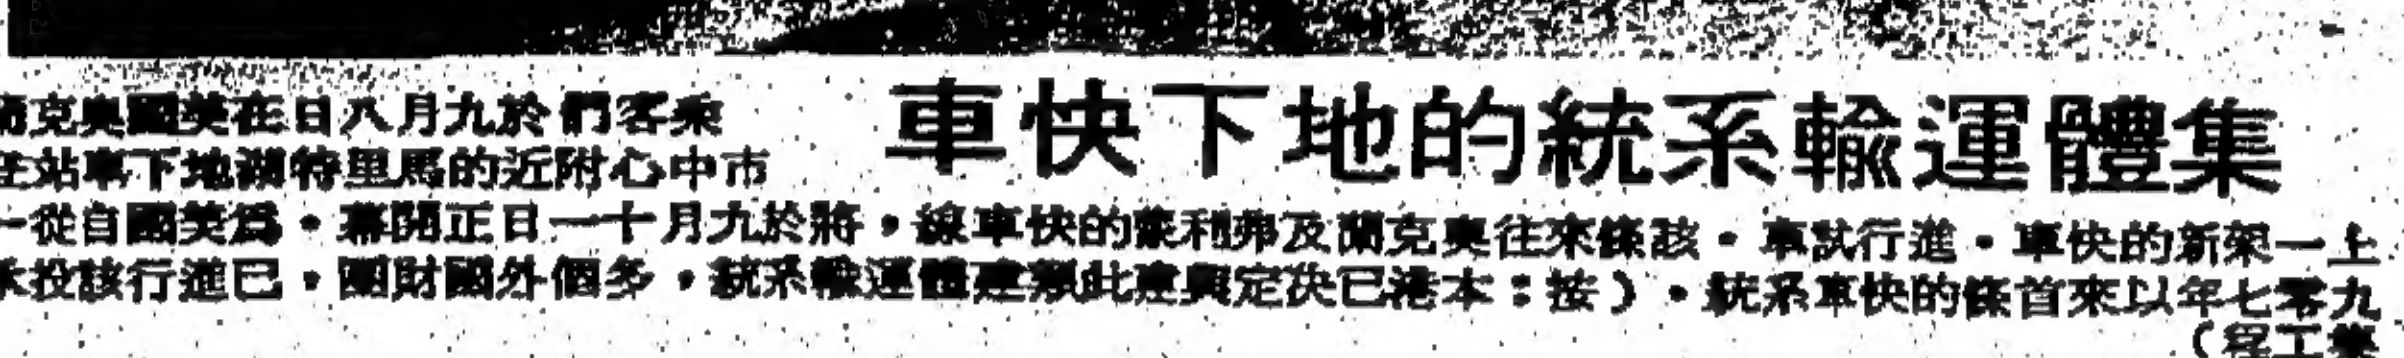 集體運輸系統的地下快車
乘客們於九月八日在美國奧克蘭
市中心附近的馬里特湖地下車站
上一架新的快車。進行試車。該條來往奧克蘭及弗利蒙的快車線，將於九月十一日正開幕。為美國自從一
九零七年以來首條的快車系統。（按：本港已決定興建此類建體運輸系統，多個外國財團，已進行該投
工程）